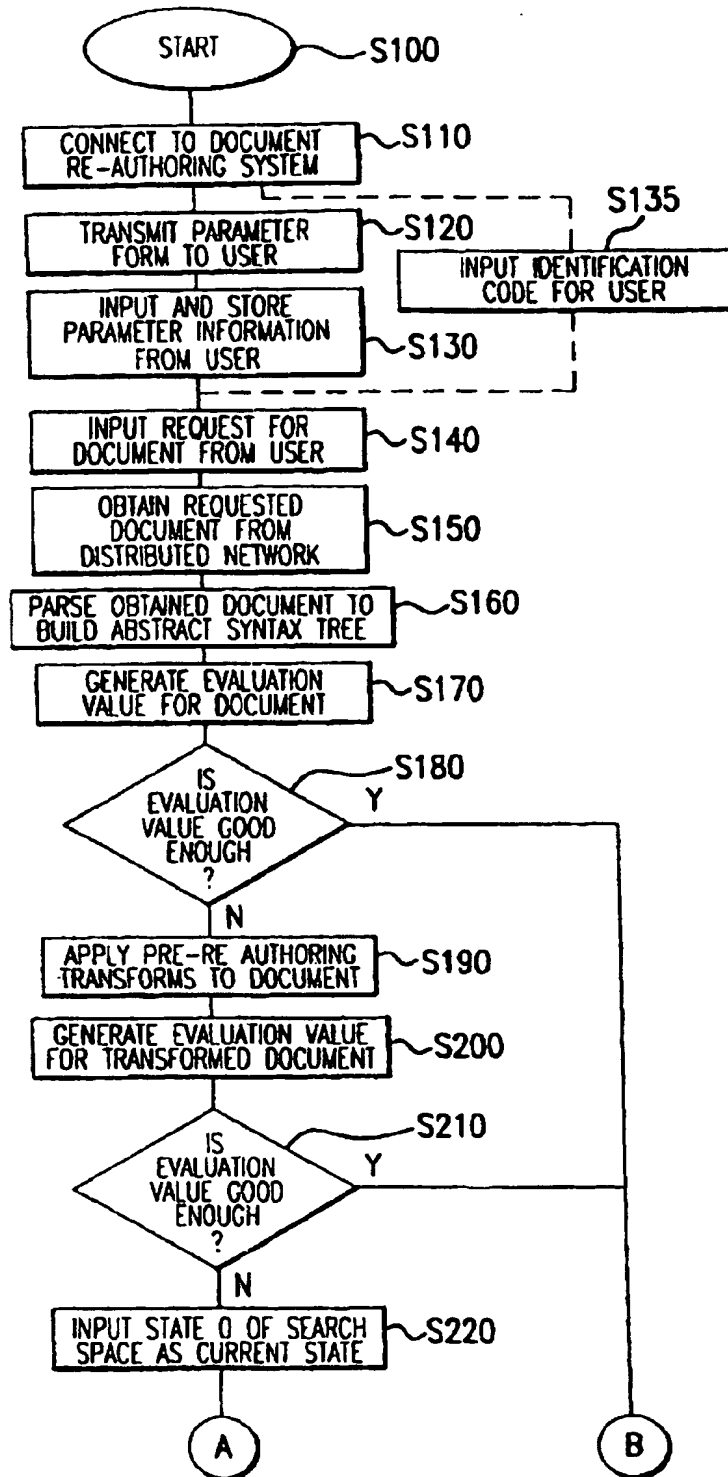 START
S100
CONNECT TO DOCUMENT
RE-AUTHORING SYSTEM
S110
TRANSMIT PARAMETER
FORM TO USER
S120
S135
INPUT IDENTIFICATION
CODE FOR USER
INPUT AND STORE
PARAMETER INFORMATION
FROM USER
S130
INPUT REQUEST FOR
DOCUMENT FROM USER
S140
OBTAIN REQUESTED
DOCUMENT FROM
DISTRIBUTED NETWORK
S150
PARSE OBTAINED DOCUMENT TO
BUILD ABSTRACT SYNTAX TREE
S160
GENERATE EVALUATION
VALUE FOR DOCUMENT
S170
IS
EVALUATION
VALUE GOOD
ENOUGH
?
S180
Y
N
APPLY PRE-RE AUTHORING
TRANSFORMS TO DOCUMENT
S190
GENERATE EVALUATION VALUE
FOR TRANSFORMED DOCUMENT
S200
IS
EVALUATION
VALUE GOOD
ENOUGH
?
S210
Y
N
INPUT STATE 0 OF SEARCH
SPACE AS CURRENT STATE
S220
A
B